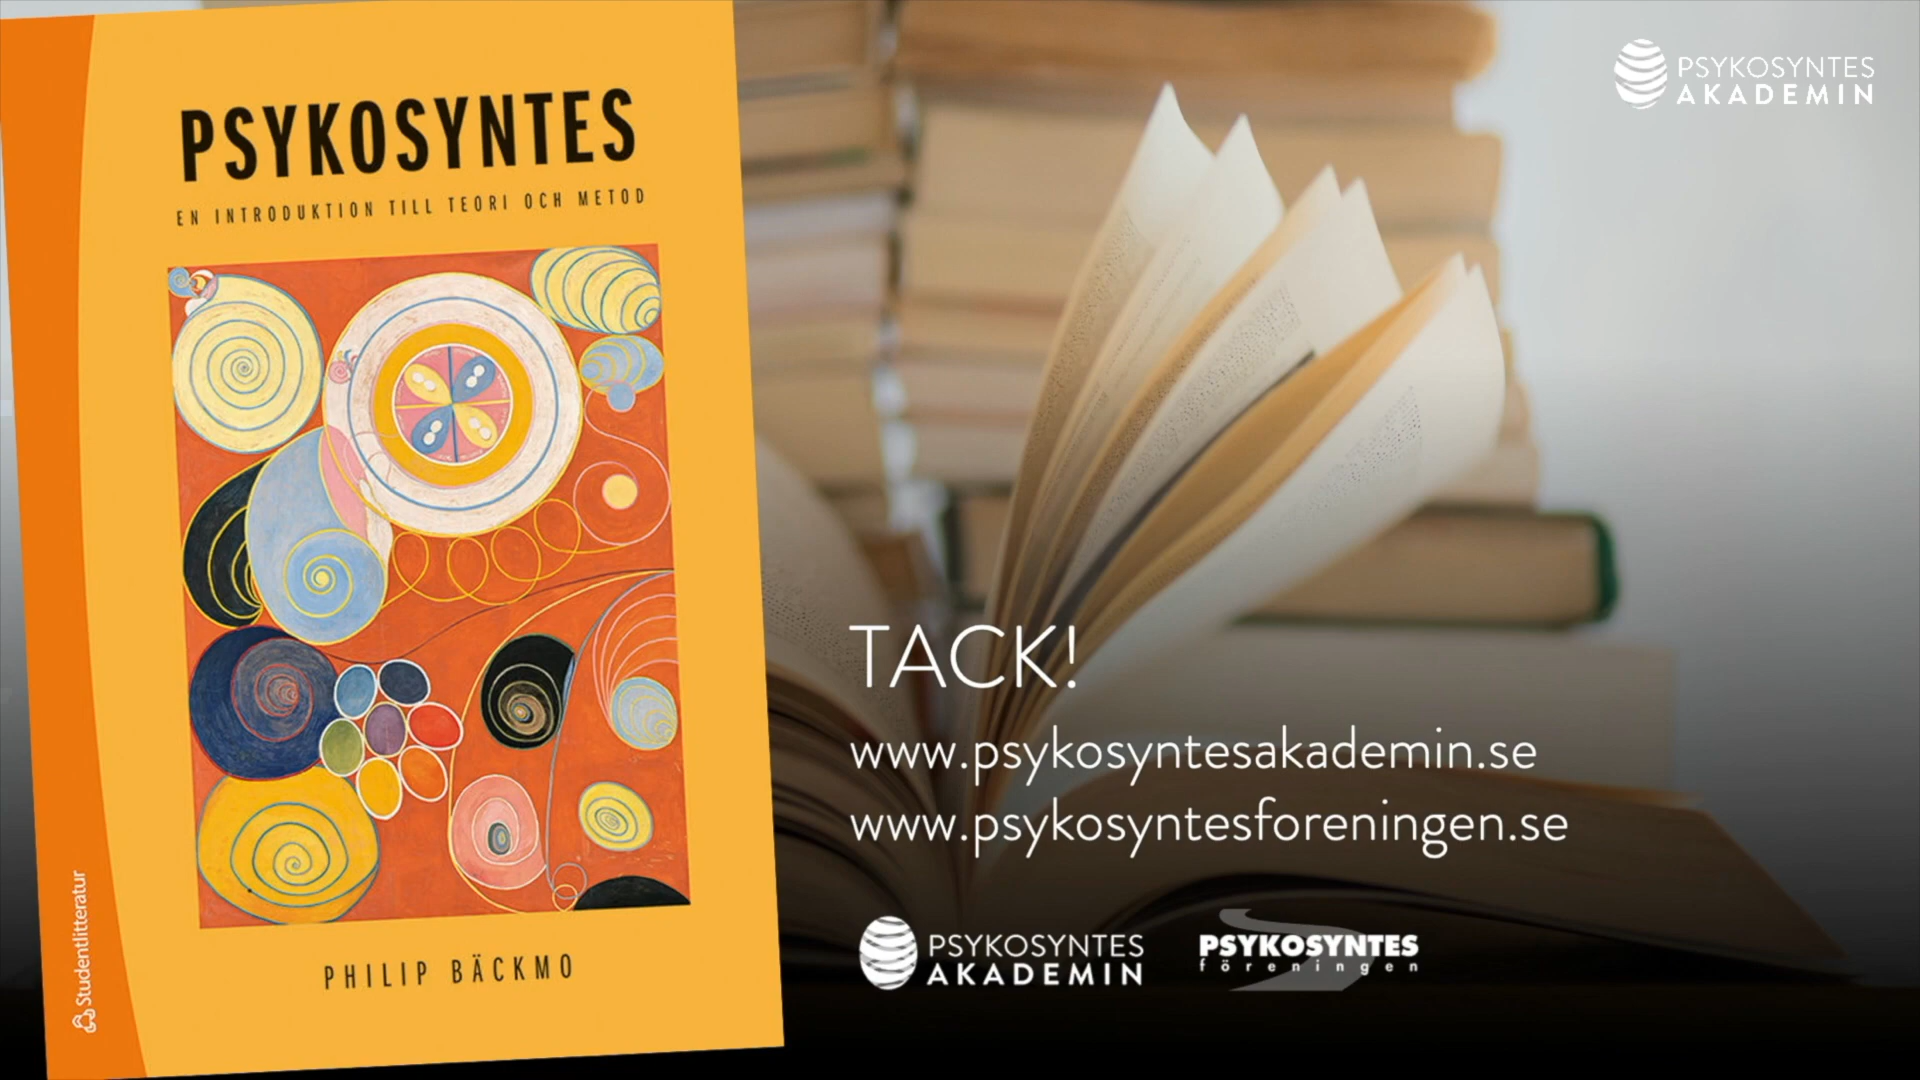 PSYKOSYNTES
EN INTRODUKTION TILL TEORI OCH METOD
PHILIP BÄCKMO
Studentlitteratur
PSYKOSYNTES
AKADEMIN
TACK!
www.psykosyntesakademin.se
www.psykosyntesforeningen.se
PSYKOSYNTES
AKADEMIN
PSYKOSYNTES
föreningen